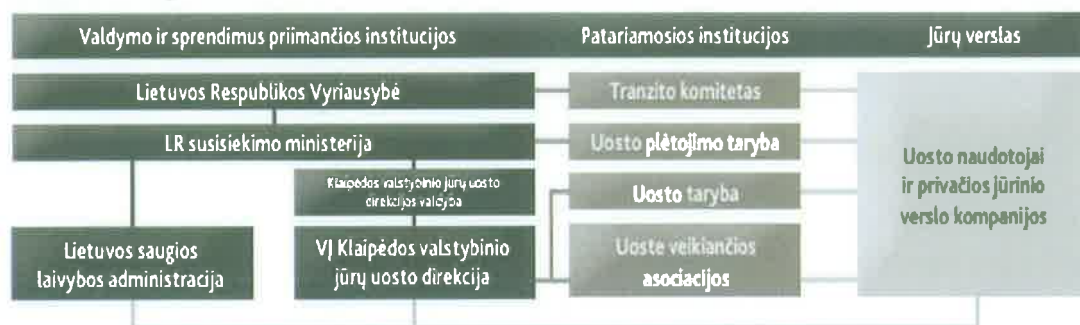 Valdymo ir sprendimus priimančios institucijos
Patariamosios institucijos
Jūrų verslas
Lietuvos Respublikos Vyriausybė
Tranzito komitetas
LR susisiekimo ministerija
Uosto plėtojimo taryba
Klaipėdos valstybinio jūrų uosto
direkcijos valdyba
Uosto taryba
Uosto naudotojai
ir privačios jūrinio
verslo kompanijos
Lietuvos saugios
laivybos administracija
VĮ Klaipėdos valstybinio
jūrų uosto direkcija
Uoste veikiančios
asociacijos